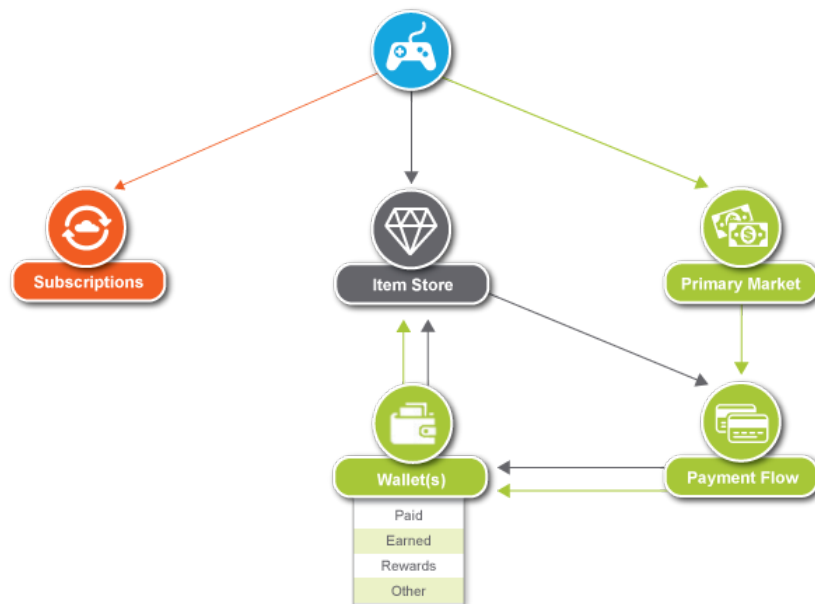 Subscriptions
Item Store
Primary Market
Wallet(s)
Payment Flow
Paid
Earned
Rewards
Other